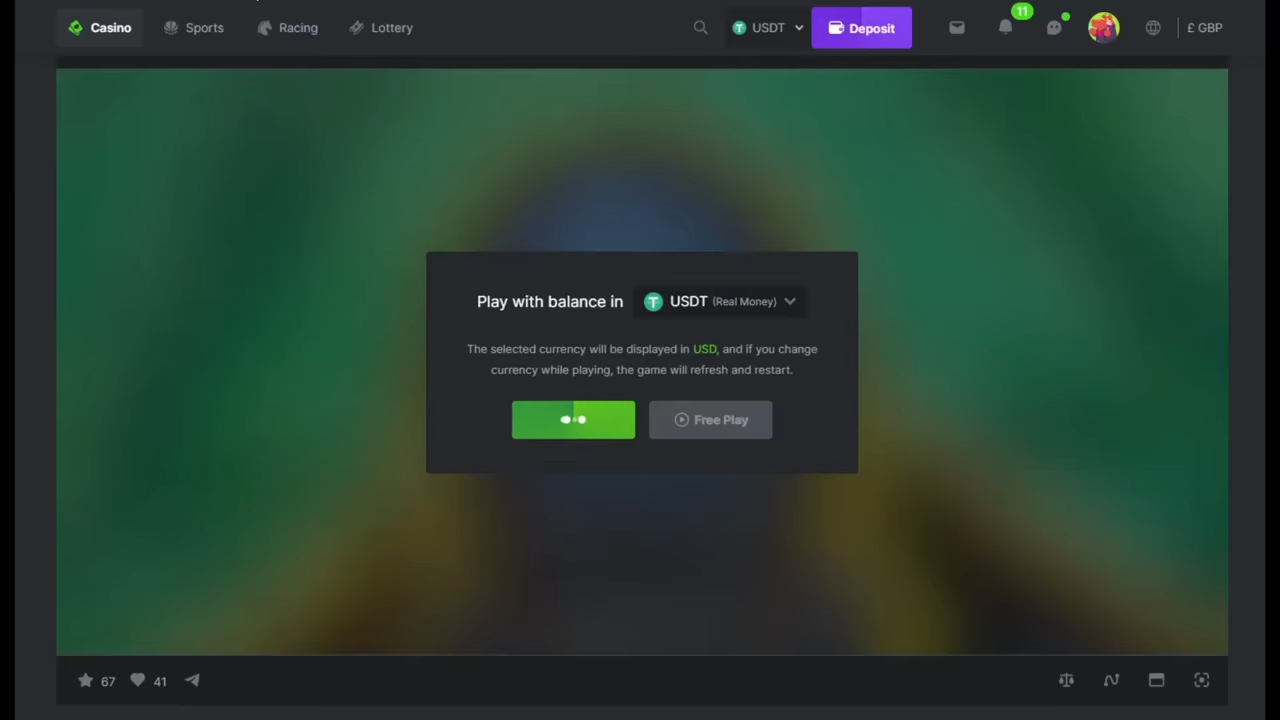 Casino Sports Racing Lottery USDT Deposit 11 £ GBP
Play with balance in USDT (Real Money)
The selected currency will be displayed in USD, and if you change
currency while playing, the game will refresh and restart.
Free Play
67 41